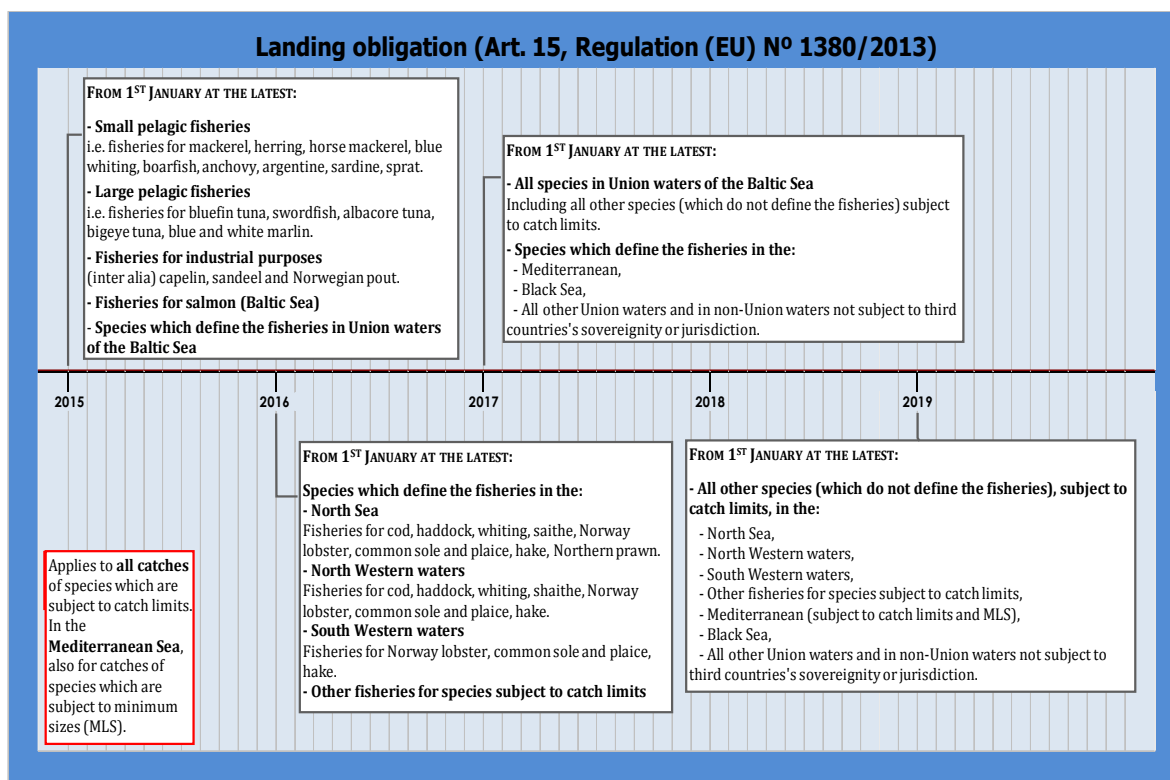 Landing obligation (Art. 15, Regulation (EU) Nº 1380/2013)
FROM 1ST JANUARY AT THE LATEST:
- Small pelagic fisheries
i.e. fisheries for mackerel, herring, horse mackerel, blue
whiting, boarfish, anchovy, argentine, sardine, sprat.
- Large pelagic fisheries
i.e. fisheries for bluefin tuna, swordfish, albacore tuna,
bigeye tuna, blue and white marlin.
- Fisheries for industrial purposes
(inter alia) capelin, sandeel and Norwegian pout.
- Fisheries for salmon (Baltic Sea)
- Species which define the fisheries in Union waters
of the Baltic Sea
FROM 1ST JANUARY AT THE LATEST:
- All species in Union waters of the Baltic Sea
Including all other species (which do not define the fisheries) subject
to catch limits.
- Species which define the fisheries in the:
- Mediterranean,
- Black Sea,
- All other Union waters and in non-Union waters not subject to third
countries's sovereignity or jurisdiction.
2015
2016
2017
2018
2019
Applies to all catches
of species which are
subject to catch limits.
In the
Mediterranean Sea,
also for catches of
species which are
subject to minimum
sizes (MLS).
FROM 1ST JANUARY AT THE LATEST:
Species which define the fisheries in the:
- North Sea
Fisheries for cod, haddock, whiting, saithe, Norway
lobster, common sole and plaice, hake, Northern prawn.
- North Western waters
Fisheries for cod, haddock, whiting, shaithe, Norway
lobster, common sole and plaice, hake.
- South Western waters
Fisheries for Norway lobster, common sole and plaice,
hake.
- Other fisheries for species subject to catch limits
FROM 1ST JANUARY AT THE LATEST:
- All other species (which do not define the fisheries), subject to
catch limits, in the:
- North Sea,
- North Western waters,
- South Western waters,
- Other fisheries for species subject to catch limits,
- Mediterranean (subject to catch limits and MLS),
- Black Sea,
- All other Union waters and in non-Union waters not subject to
third countries's sovereignity or jurisdiction.